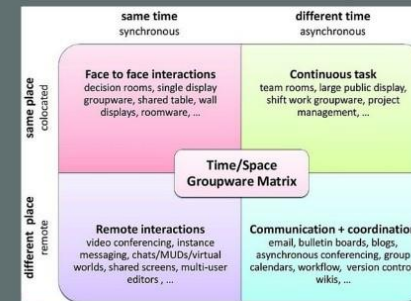 same time
synchronous
different time
asynchronous
same place
colocated
Face to face interactions
decision rooms, single display
groupware, shared table, wall
displays, roomware, ...
Continuous task
team rooms, large public display,
shift work groupware, project
management, ...
Time/Space
Groupware Matrix
different place
remote
Remote interactions
video conferencing, instance
messaging, chats/MUDs/virtual
worlds, shared screens, multi-user
editors , ...
Communication + coordination
email, bulletin boards, blogs,
asynchronous conferencing, group
calendars, workflow, version control
wikis, ...